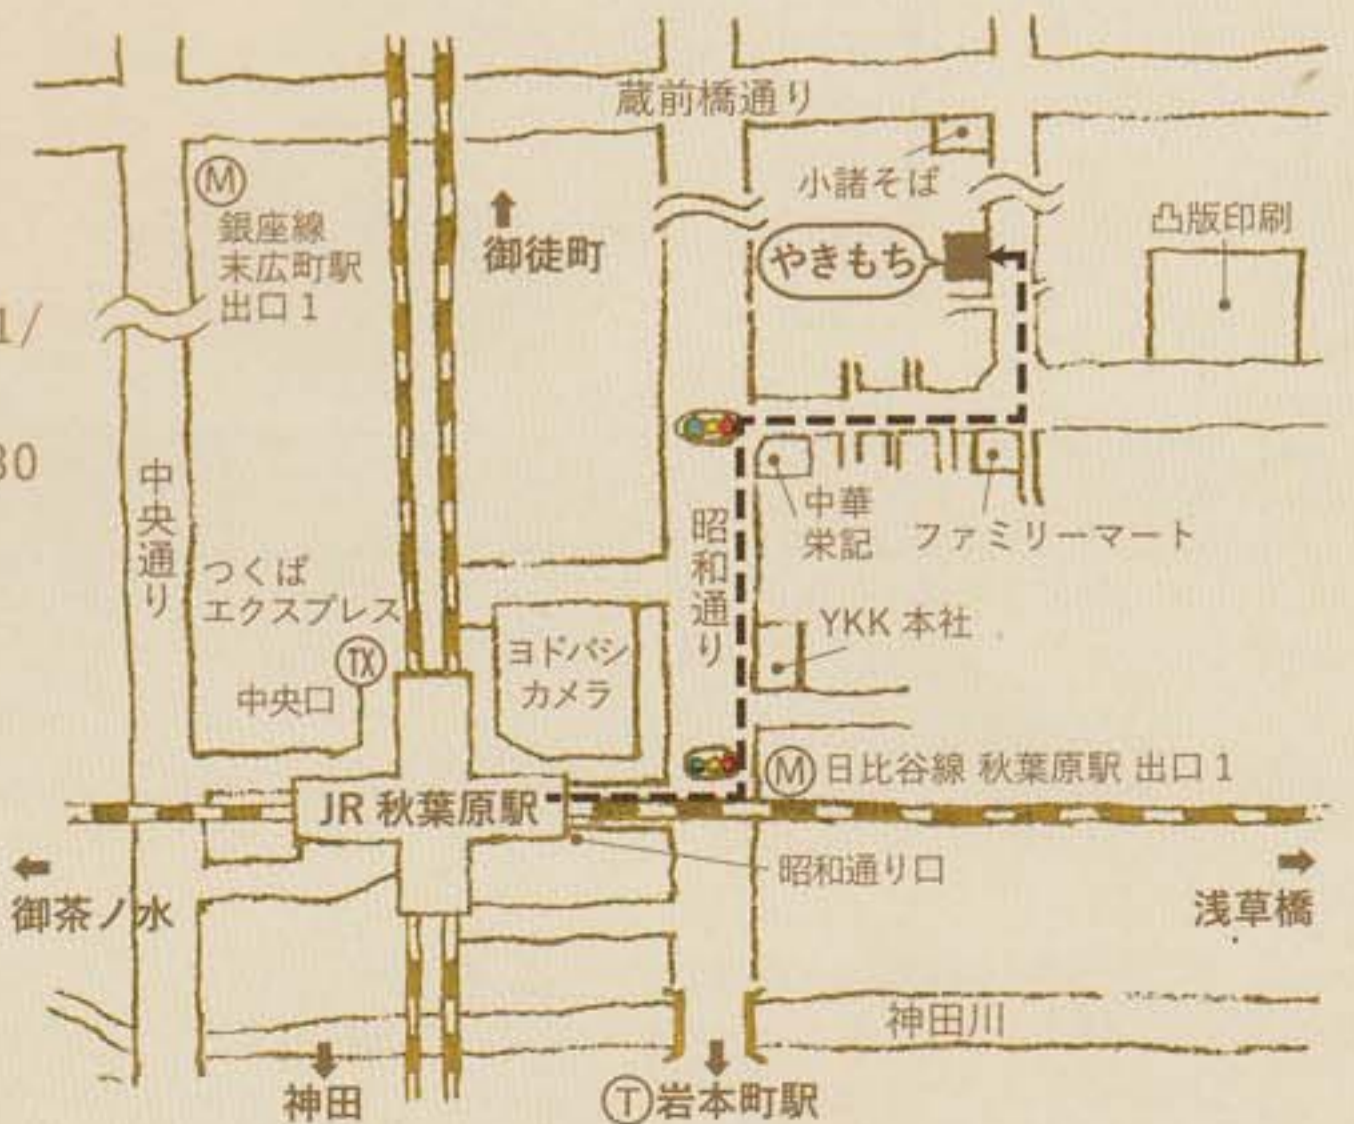 蔵前橋通り
Ⓜ
銀座線
末広町駅
出口 1
御徒町
小諸そば
やきもち
凸版印刷
1/
30
中央通り
つくば
エクスプレス
TX
中央口
ヨドバシ
カメラ
昭和通り
中華
栄記
ファミリーマート
YKK 本社
Ⓜ日比谷線 秋葉原駅 出口 1
JR 秋葉原駅
昭和通り口
御茶ノ水
浅草橋
神田川
神田
Ⓣ岩本町駅